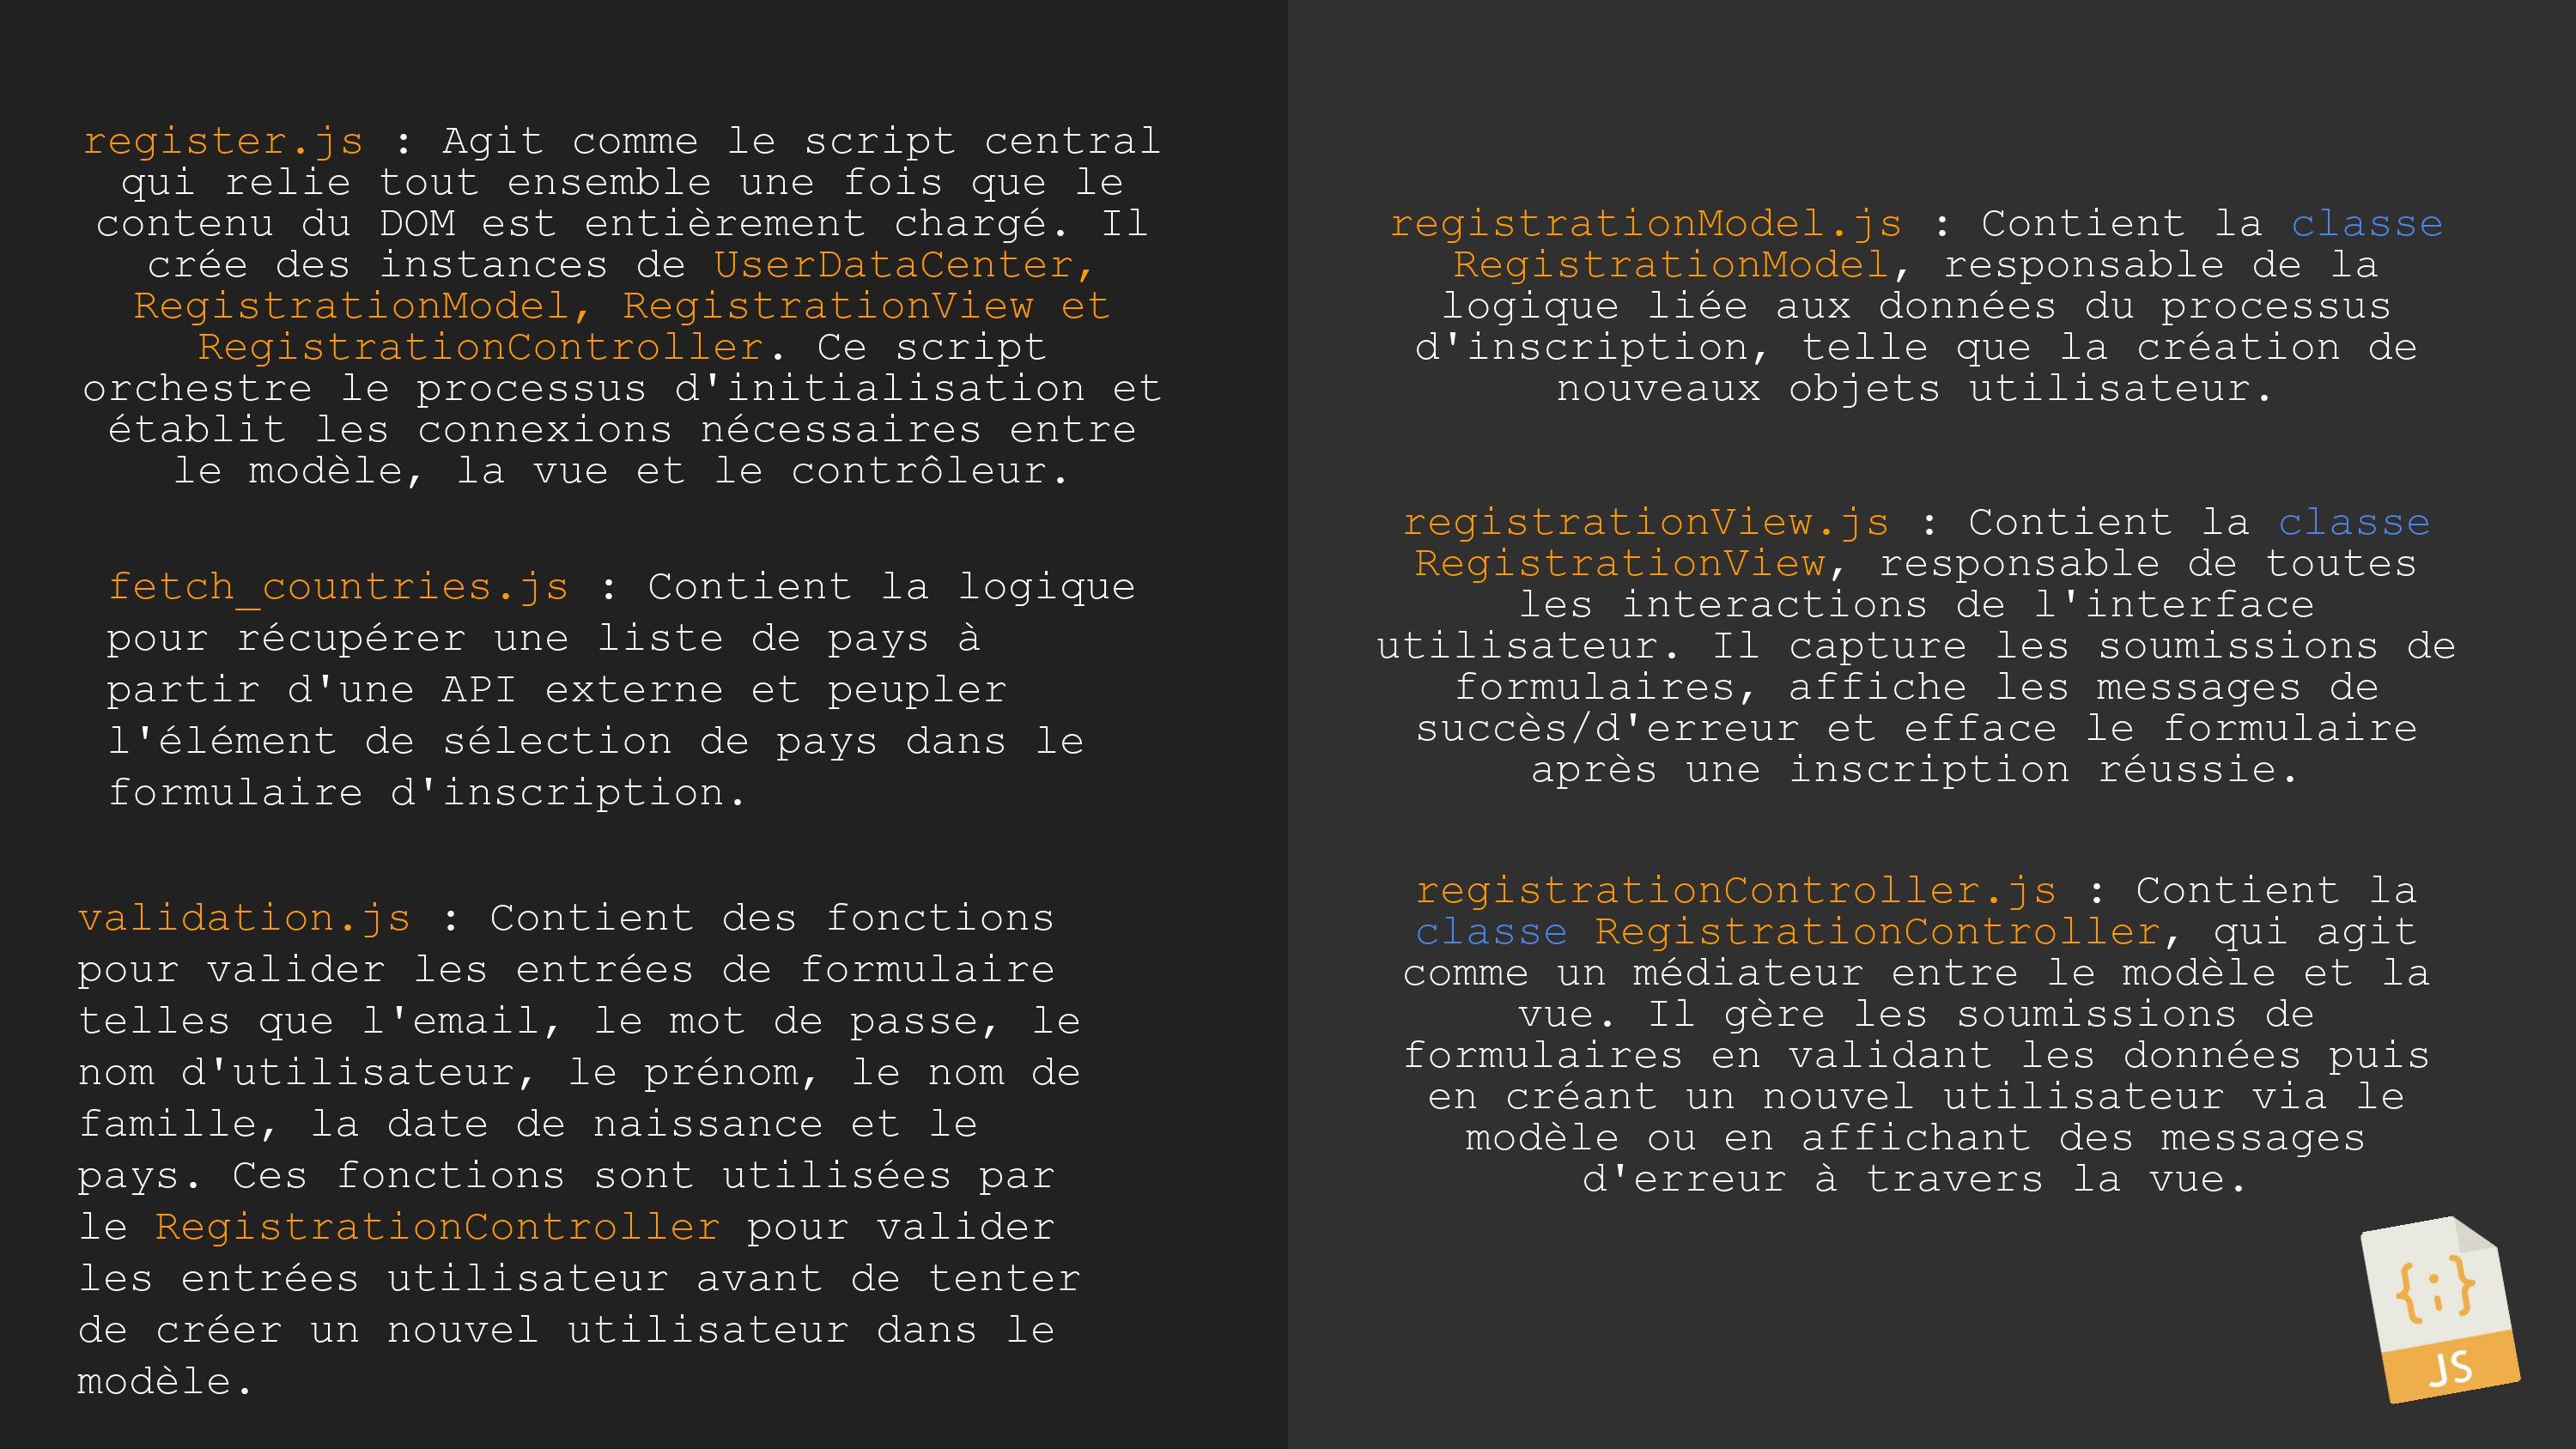 register.js : Agit comme le script central
qui relie tout ensemble une fois que le
contenu du DOM est entièrement chargé. Il
crée des instances de UserDataCenter,
RegistrationModel, RegistrationView et
RegistrationController. Ce script
orchestre le processus d'initialisation et
établit les connexions nécessaires entre
le modèle, la vue et le contrôleur.
fetch_countries.js : Contient la logique
pour récupérer une liste de pays à
partir d'une API externe et peupler
l'élément de sélection de pays dans le
formulaire d'inscription.
validation.js : Contient des fonctions
pour valider les entrées de formulaire
telles que l'email, le mot de passe, le
nom d'utilisateur, le prénom, le nom de
famille, la date de naissance et le
pays. Ces fonctions sont utilisées par
le RegistrationController pour valider
les entrées utilisateur avant de tenter
de créer un nouvel utilisateur dans le
modèle.
registrationModel.js : Contient la classe
RegistrationModel, responsable de la
logique liée aux données du processus
d'inscription, telle que la création de
nouveaux objets utilisateur.
registrationView.js : Contient la classe
RegistrationView, responsable de toutes
les interactions de l'interface
utilisateur. Il capture les soumissions de
formulaires, affiche les messages de
succès/d'erreur et efface le formulaire
après une inscription réussie.
registrationController.js : Contient la
classe RegistrationController, qui agit
comme un médiateur entre le modèle et la
vue. Il gère les soumissions de
formulaires en validant les données puis
en créant un nouvel utilisateur via le
modèle ou en affichant des messages
d'erreur à travers la vue.
{;}
JS